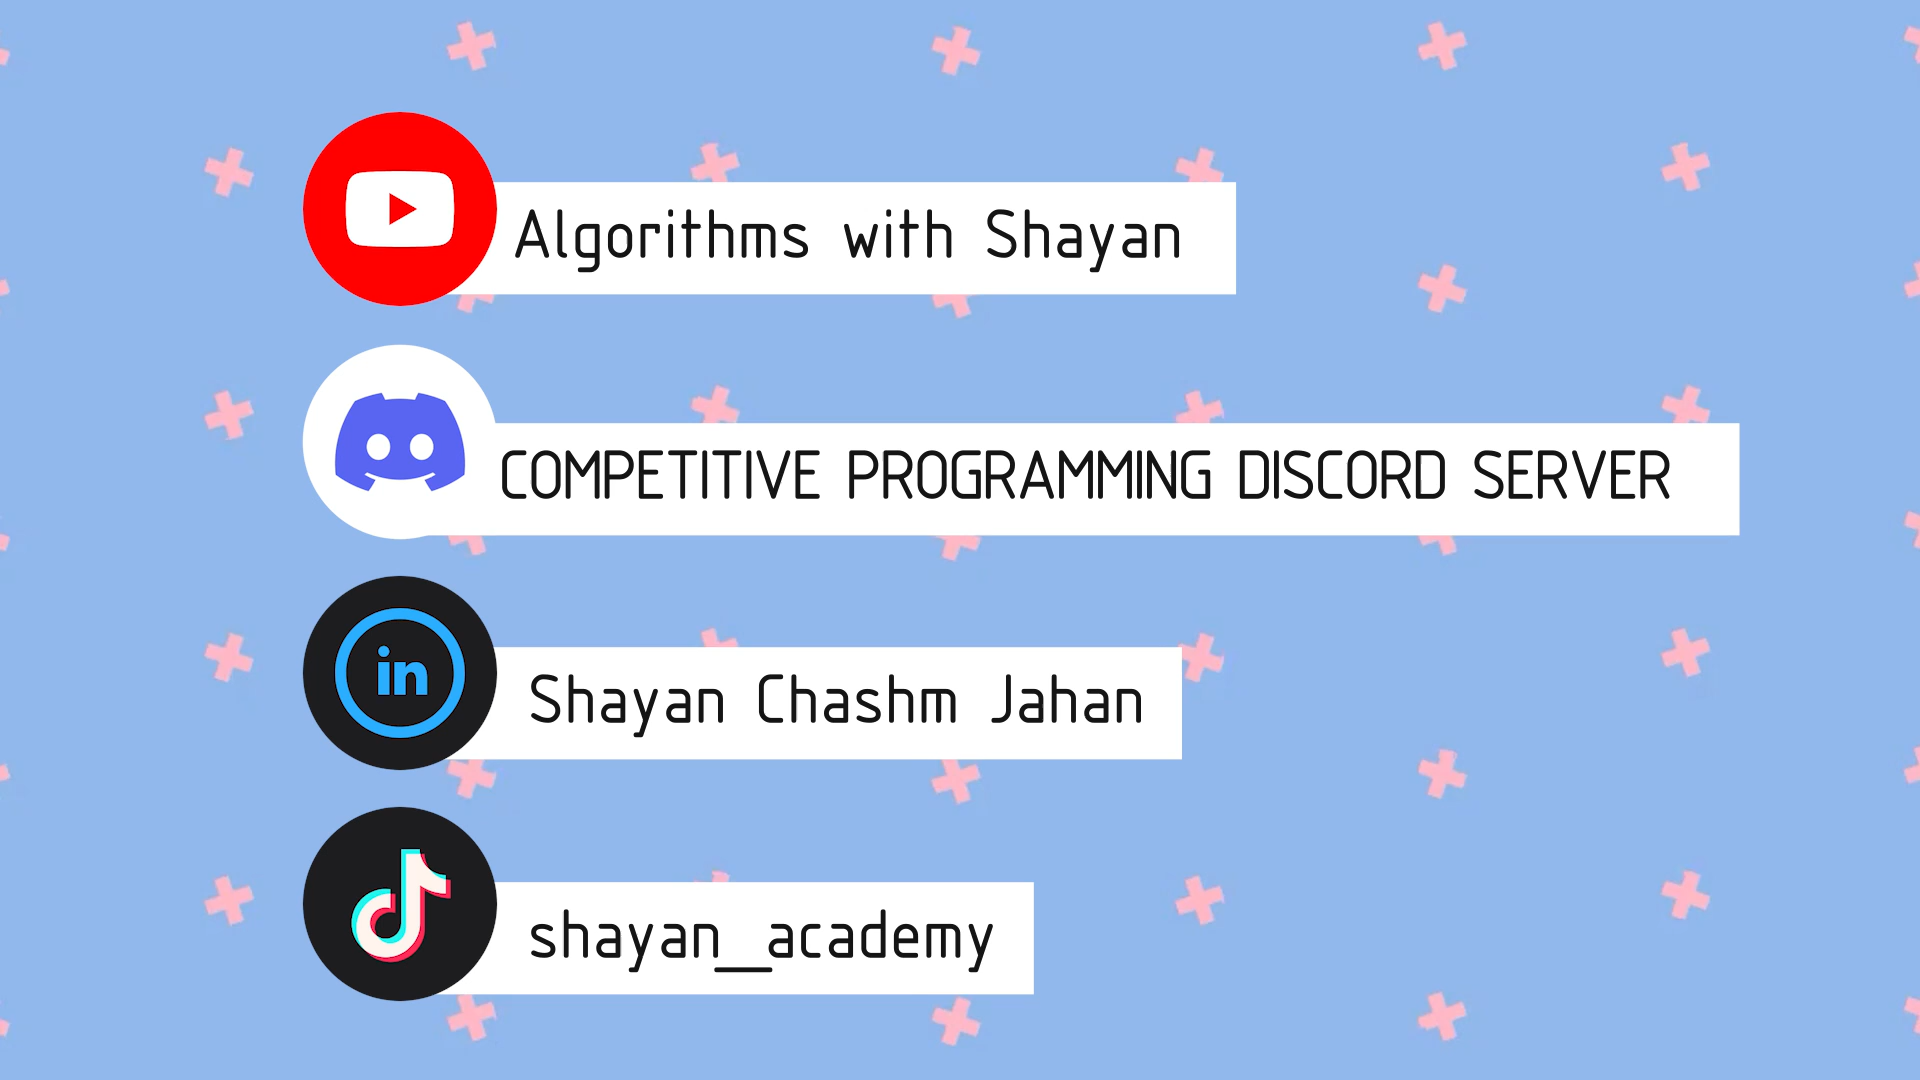 Algorithms with Shayan
COMPETITIVE PROGRAMMING DISCORD SERVER
in
Shayan Chashm Jahan
shayan_academy